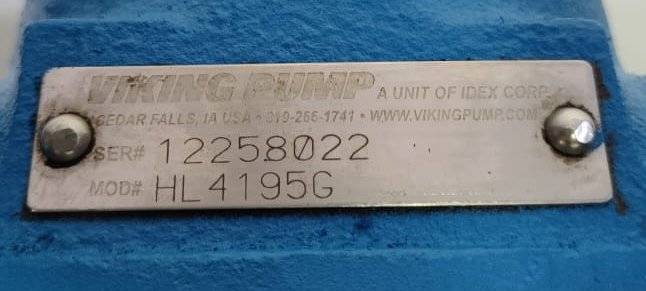 VIKING PUMP A UNIT OF IDEX CORP.
CEDAR FALLS, IA USA • 319-266-1741 • WWW.VIKINGPUMP.COM
SER# 12258022
MOD# HL4195G